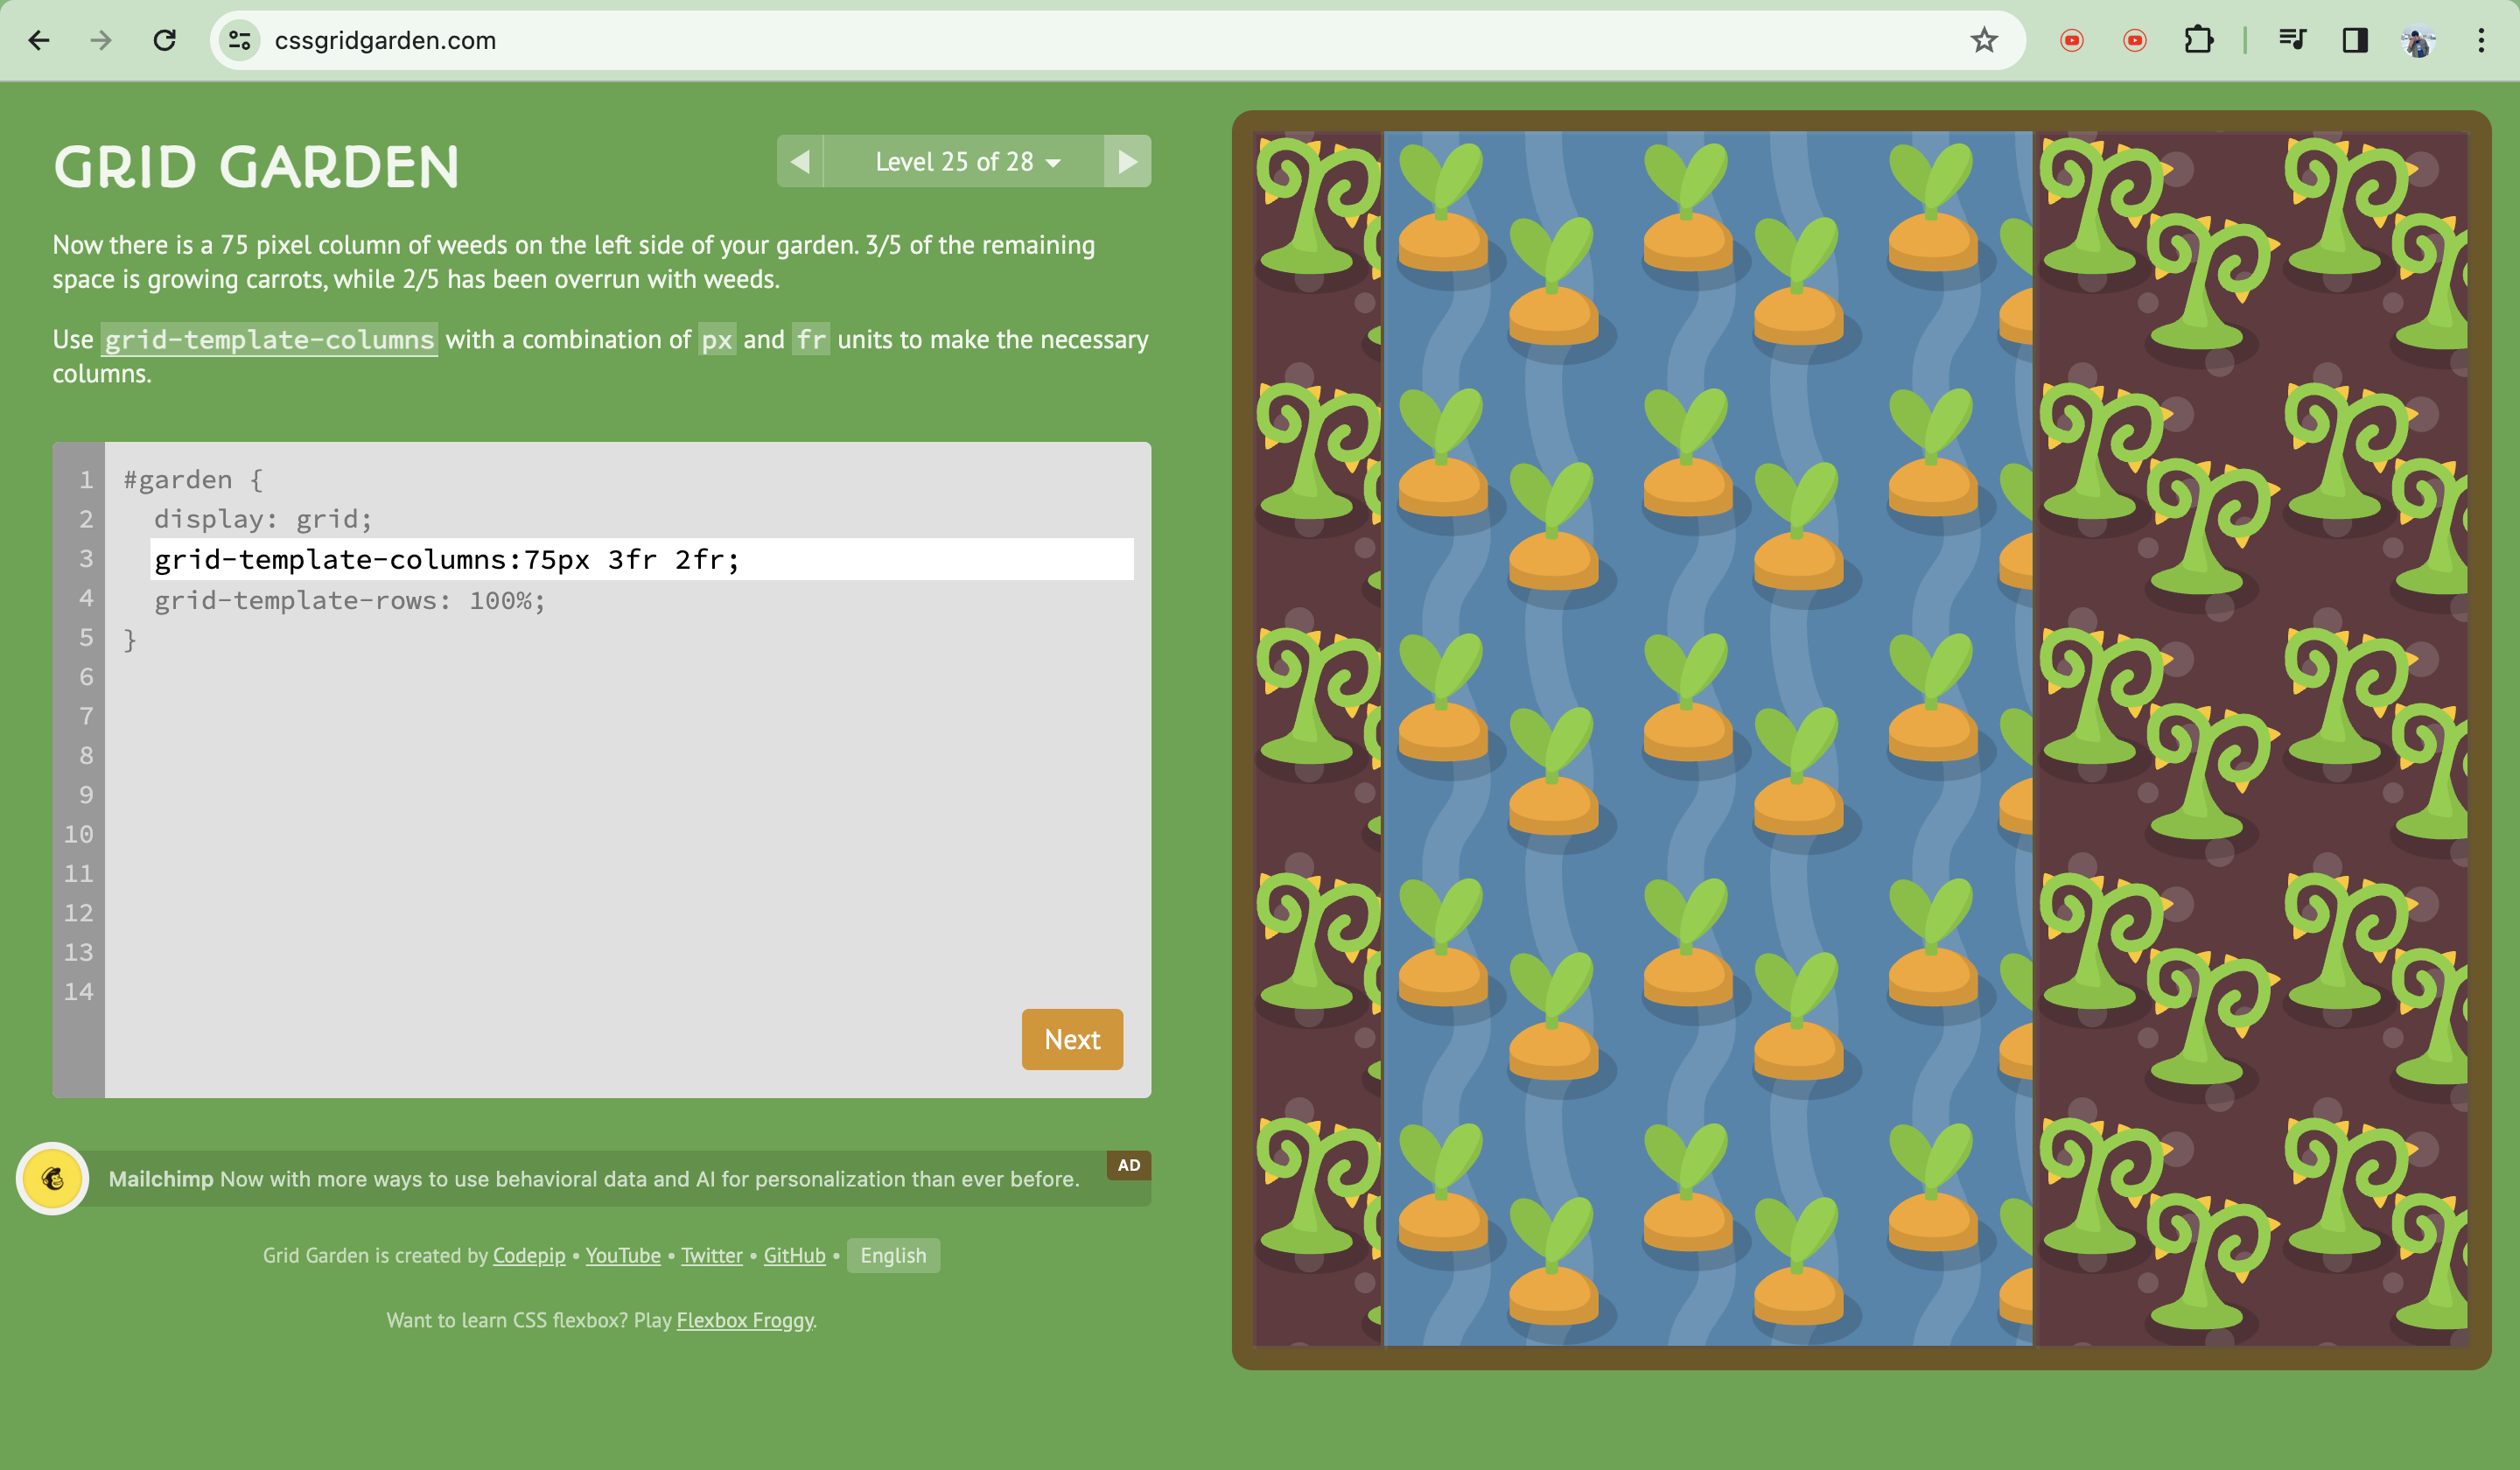 cssgridgarden.com
GRID GARDEN
Level 25 of 28
Now there is a 75 pixel column of weeds on the left side of your garden. 3/5 of the remaining
space is growing carrots, while 2/5 has been overrun with weeds.
Use grid-template-columns with a combination of px and fr units to make the necessary
columns.
1 #garden {
2 display: grid;
3 grid-template-columns:75px 3fr 2fr;
4 grid-template-rows: 100%;
5 }
6
7
8
9
10
11
12
13
14
Next
AD
Mailchimp Now with more ways to use behavioral data and AI for personalization than ever before.
Grid Garden is created by Codepip • YouTube • Twitter • GitHub • English
Want to learn CSS flexbox? Play Flexbox Froggy.